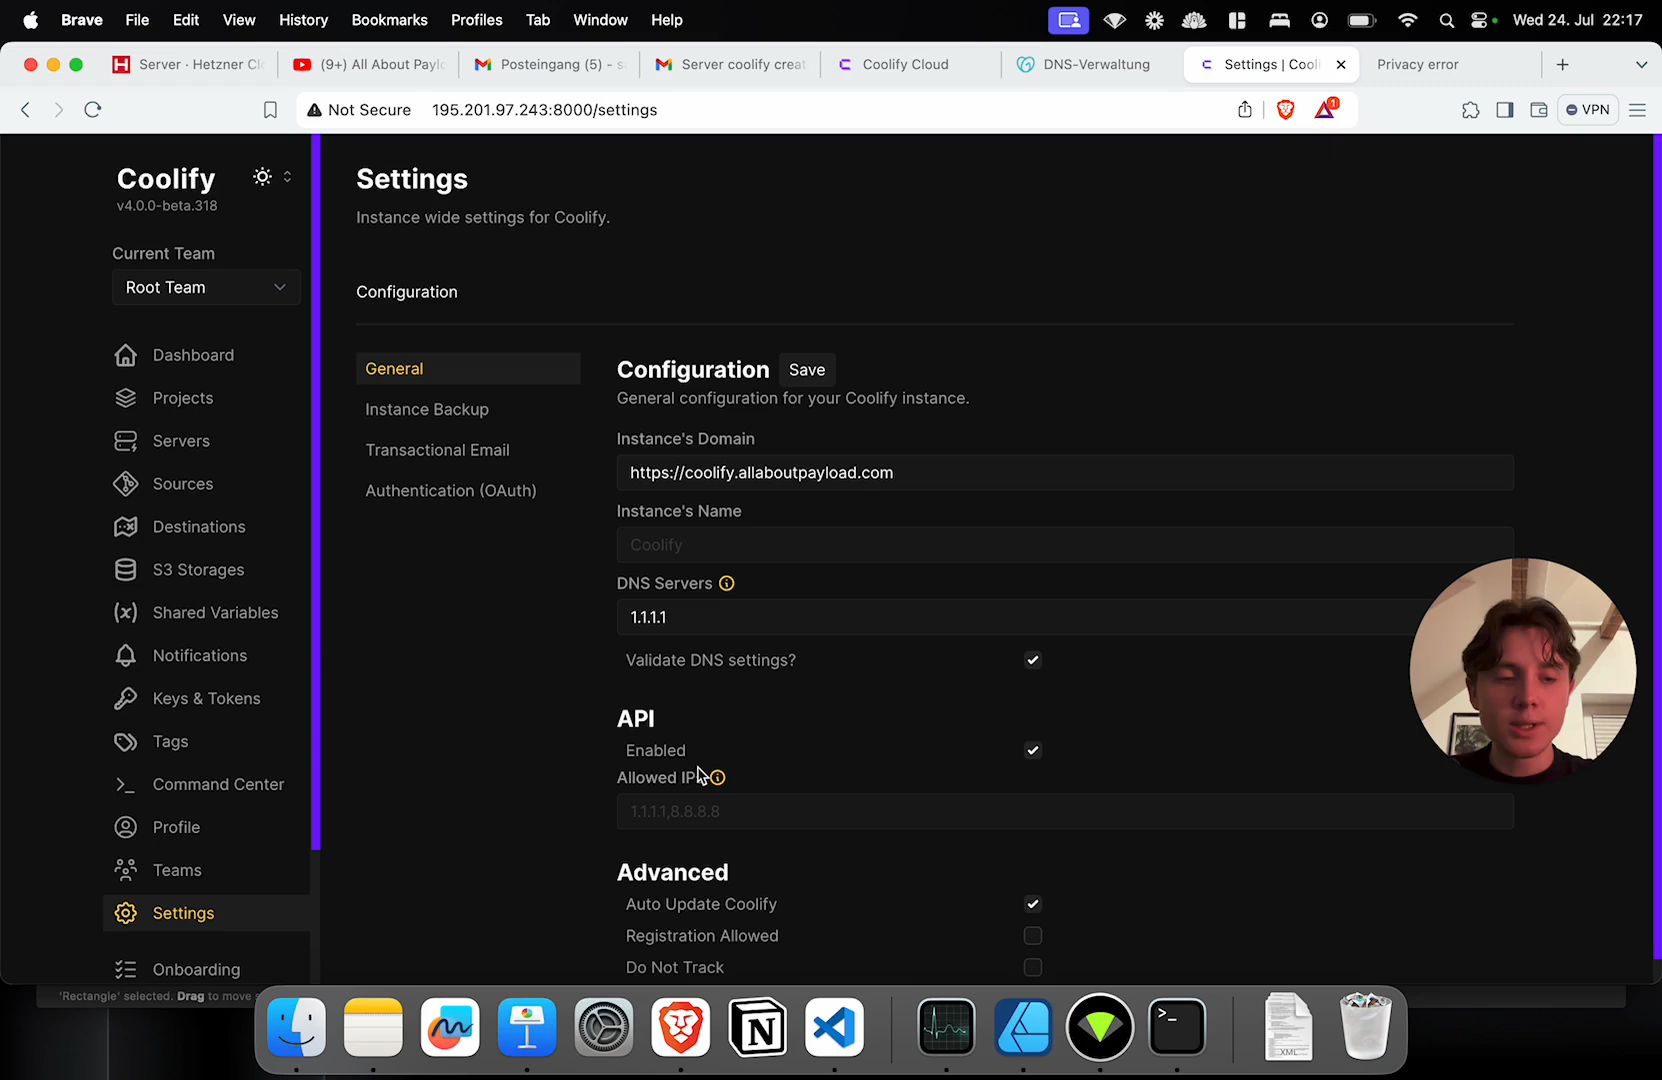 Brave File Edit View History Bookmarks Profiles Tab Window Help Wed 24. Jul 22:17
Server · Hetzner Cl (9+) All About Paylo Posteingang (5) - s Server coolify creat Coolify Cloud DNS-Verwaltung Settings | Cooli Privacy error
Not Secure 195.201.97.243:8000/settings 1 VPN
Coolify
v4.0.0-beta.318
Current Team
Root Team
Dashboard
Projects
Servers
Sources
Destinations
S3 Storages
Shared Variables
Notifications
Keys & Tokens
Tags
Command Center
Profile
Teams
Settings
Onboarding
Settings
Instance wide settings for Coolify.
Configuration
General
Instance Backup
Transactional Email
Authentication (OAuth)
Configuration Save
General configuration for your Coolify instance.
Instance's Domain
https://coolify.allaboutpayload.com
Instance's Name
Coolify
DNS Servers
1.1.1.1
Validate DNS settings?
API
Enabled
Allowed IP
1.1.1.1,8.8.8.8
Advanced
Auto Update Coolify
Registration Allowed
Do Not Track
'Rectangle' selected. Drag to move s
XML